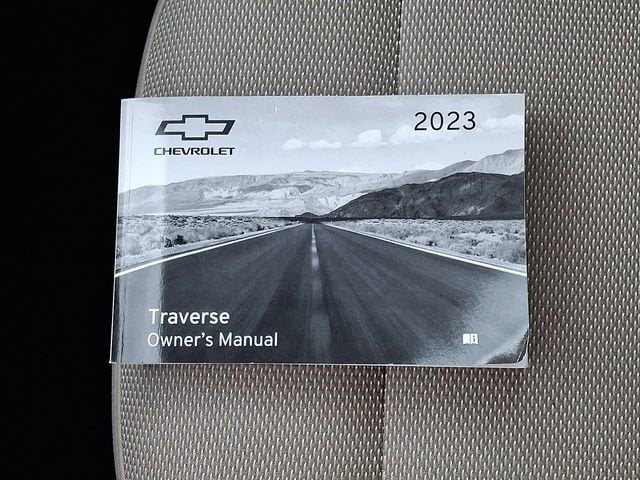 CHEVROLET
2023
Traverse
Owner's Manual